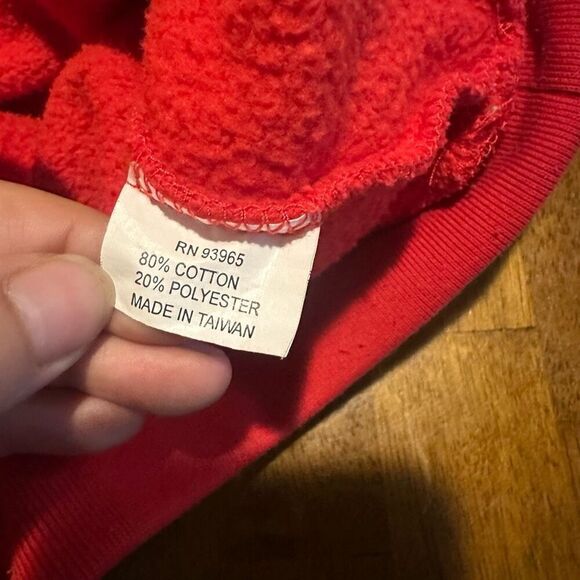 RN 93965
80% COTTON
20% POLYESTER
MADE IN TAIWAN